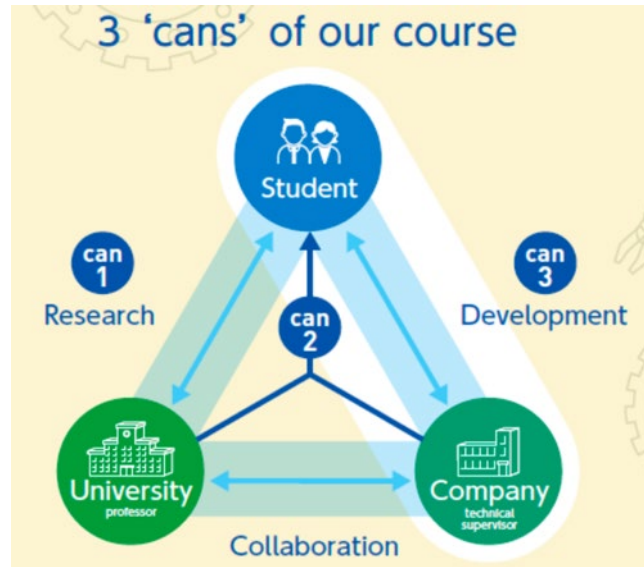 3 ‘cans’ of our course
Student
can
1
Research
can
2
can
3
Development
University
professor
Company
technical
supervisor
Collaboration